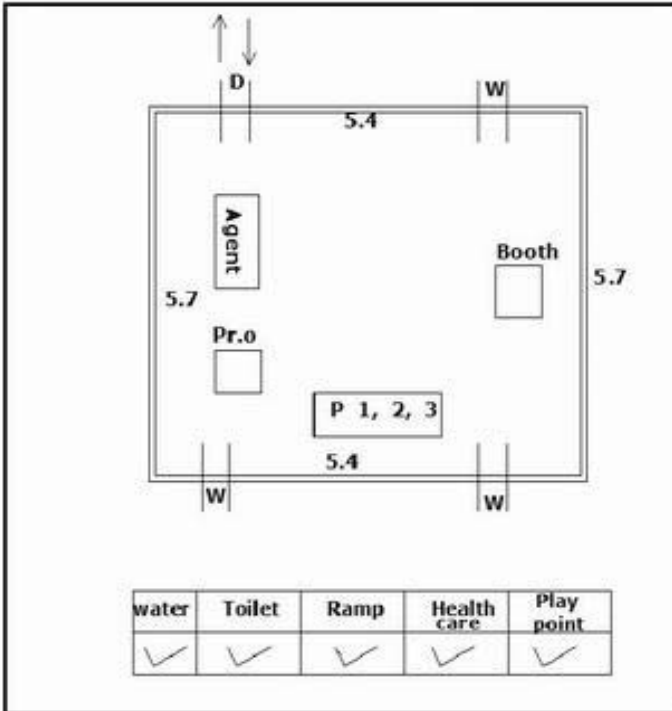 D
W
5.4
Agent
Booth
5.7
5.7
Pr.o
P 1, 2, 3
5.4
W
W
water Toilet Ramp Health care Play point